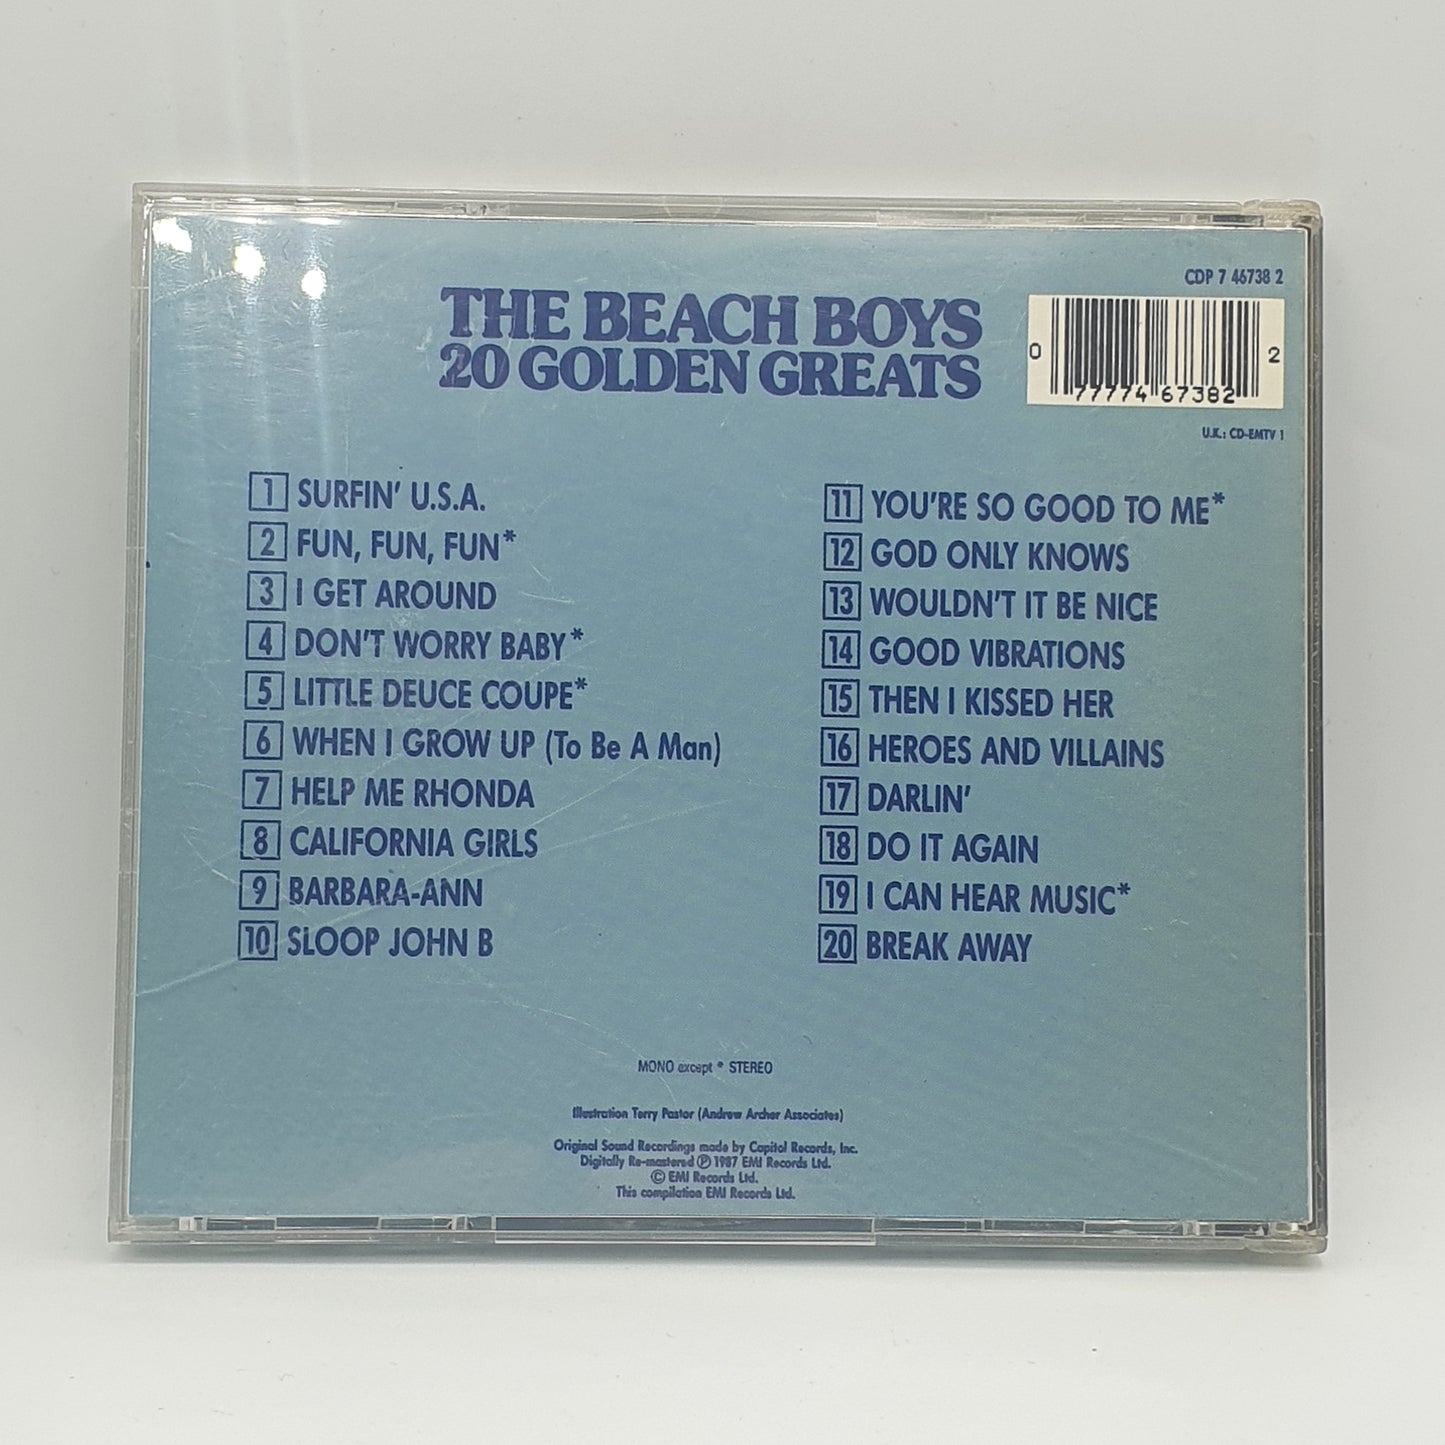 CDP 7 46738 2
THE BEACH BOYS
20 GOLDEN GREATS
0 77774 67382 2
U.K.: CD-EMTV 1
1 SURFIN' U.S.A.
2 FUN, FUN, FUN*
3 I GET AROUND
4 DON'T WORRY BABY*
5 LITTLE DEUCE COUPE*
6 WHEN I GROW UP (To Be A Man)
7 HELP ME RHONDA
8 CALIFORNIA GIRLS
9 BARBARA-ANN
10 SLOOP JOHN B
11 YOU'RE SO GOOD TO ME*
12 GOD ONLY KNOWS
13 WOULDN'T IT BE NICE
14 GOOD VIBRATIONS
15 THEN I KISSED HER
16 HEROES AND VILLAINS
17 DARLIN'
18 DO IT AGAIN
19 I CAN HEAR MUSIC*
20 BREAK AWAY
MONO except * STEREO
Illustration Terry Pastor (Andrew Archer Associates)
Original Sound Recordings made by Capitol Records, Inc.
Digitally Re-mastered ℗ 1987 EMI Records Ltd.
© EMI Records Ltd.
This compilation EMI Records Ltd.